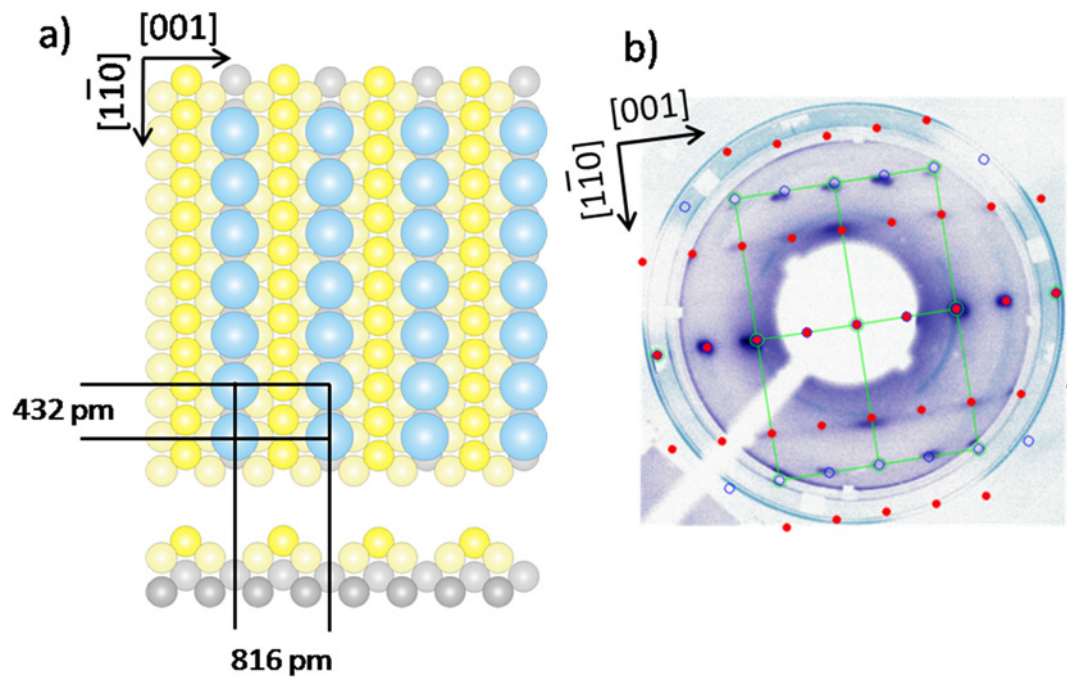 a)
[001]
[11̅0]
432 pm
816 pm
b)
[001]
[11̅0]